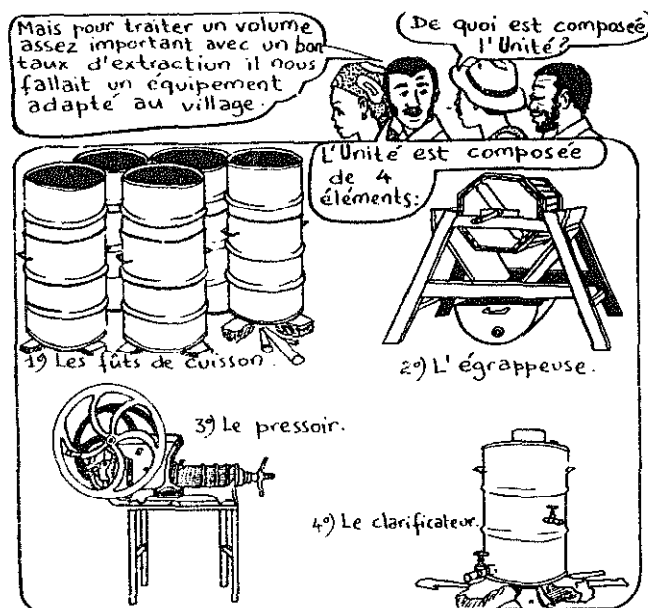 Mais pour traiter un volume
assez important avec un bon
taux d'extraction il nous
fallait un équipement
adapté au village.
De quoi est composée
l'Unité?
L'Unité est composée
de 4
éléments:
1°) Les fûts de cuisson.
2°) L'égrappeuse.
3°) Le pressoir.
4°) Le clarificateur.